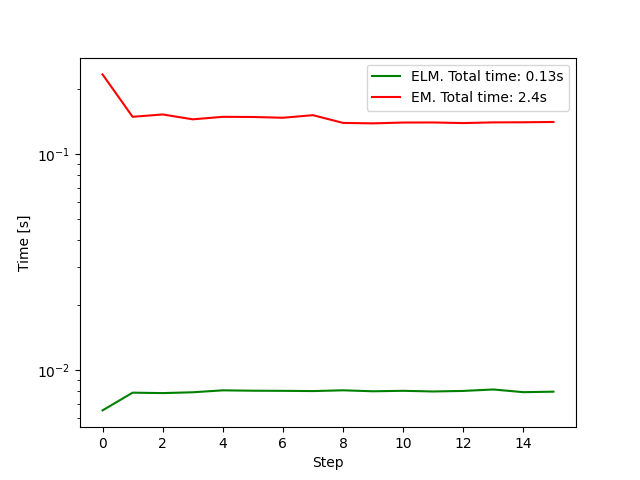 ELM. Total time: 0.13s
EM. Total time: 2.4s
10⁻¹
Time [s]
10⁻²
0 2 4 6 8 10 12 14
Step